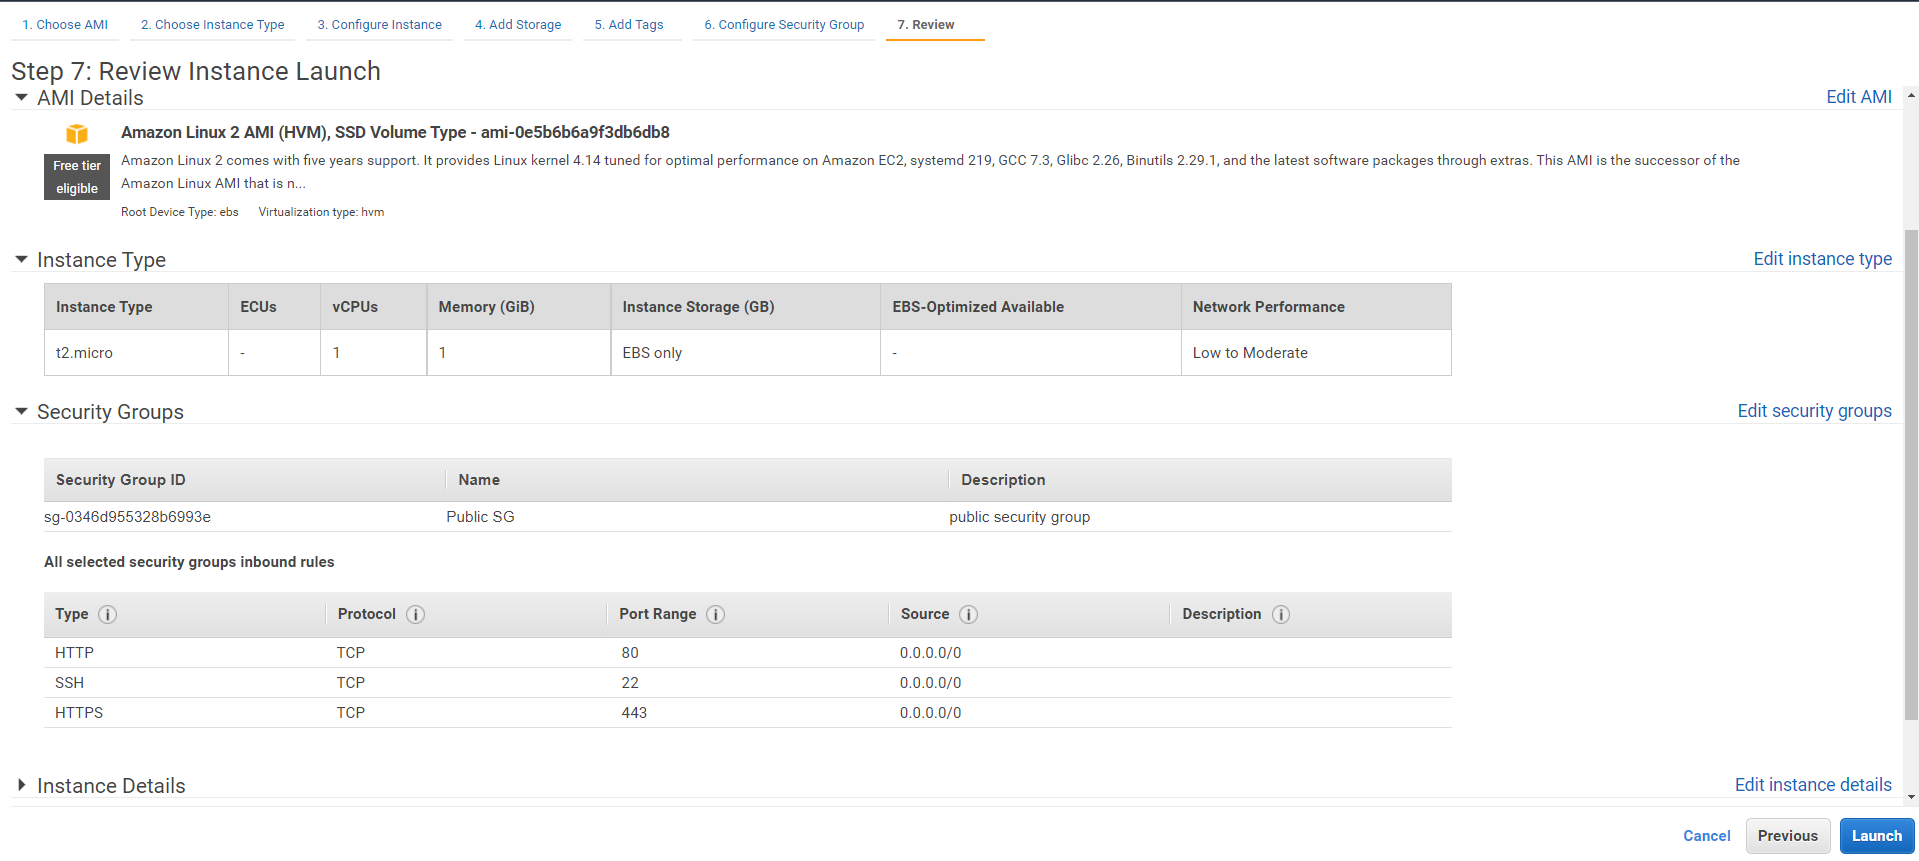 1. Choose AMI 2. Choose Instance Type 3. Configure Instance 4. Add Storage 5. Add Tags 6. Configure Security Group 7. Review
Step 7: Review Instance Launch
AMI Details Edit AMI
Amazon Linux 2 AMI (HVM), SSD Volume Type - ami-0e5b6b6a9f3db6db8
Free tier
eligible
Amazon Linux 2 comes with five years support. It provides Linux kernel 4.14 tuned for optimal performance on Amazon EC2, systemd 219, GCC 7.3, Glibc 2.26, Binutils 2.29.1, and the latest software packages through extras. This AMI is the successor of the
Amazon Linux AMI that is n...
Root Device Type: ebs Virtualization type: hvm
Instance Type Edit instance type
Instance Type ECUs vCPUs Memory (GiB) Instance Storage (GB) EBS-Optimized Available Network Performance
t2.micro - 1 1 EBS only - Low to Moderate
Security Groups Edit security groups
Security Group ID Name Description
sg-0346d955328b6993e Public SG public security group
All selected security groups inbound rules
Type Protocol Port Range Source Description
HTTP TCP 80 0.0.0.0/0
SSH TCP 22 0.0.0.0/0
HTTPS TCP 443 0.0.0.0/0
Instance Details Edit instance details
Cancel Previous Launch